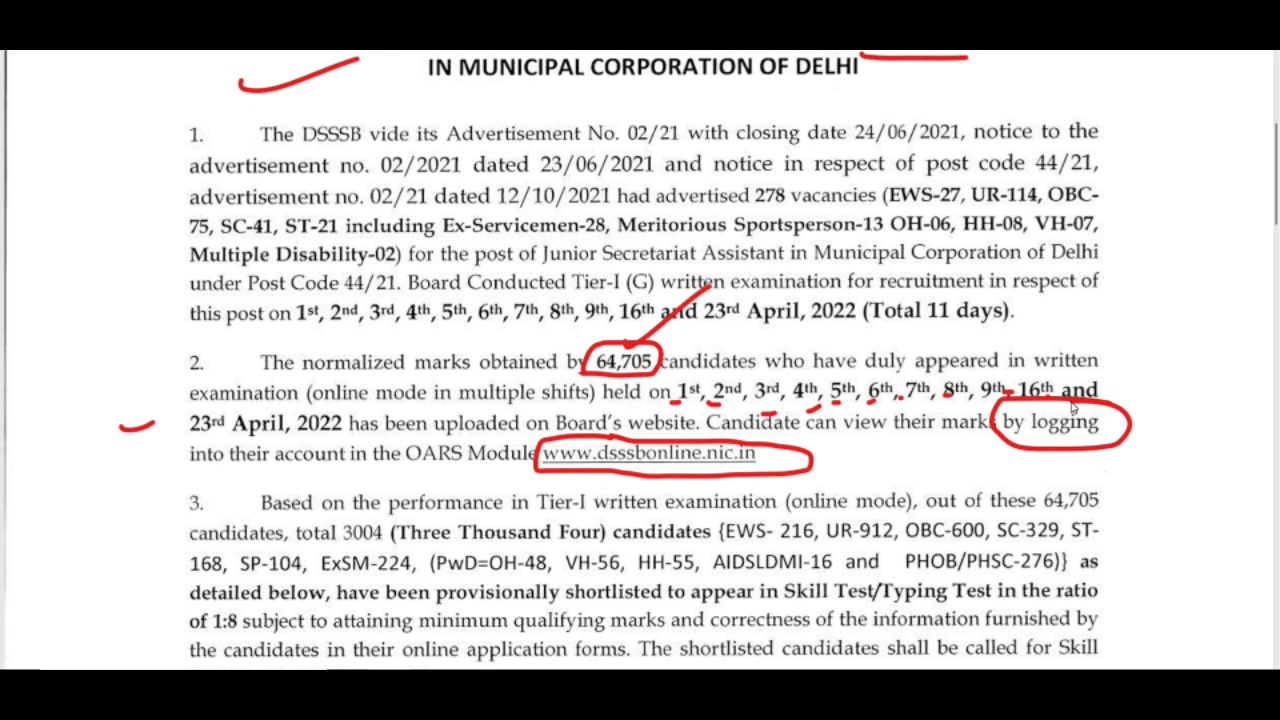 IN MUNICIPAL CORPORATION OF DELHI
1. The DSSSB vide its Advertisement No. 02/21 with closing date 24/06/2021, notice to the
advertisement no. 02/2021 dated 23/06/2021 and notice in respect of post code 44/21,
advertisement no. 02/21 dated 12/10/2021 had advertised 278 vacancies (EWS-27, UR-114, OBC-
75, SC-41, ST-21 including Ex-Servicemen-28, Meritorious Sportsperson-13 OH-06, HH-08, VH-07,
Multiple Disability-02) for the post of Junior Secretariat Assistant in Municipal Corporation of Delhi
under Post Code 44/21. Board Conducted Tier-I (G) written examination for recruitment in respect of
this post on 1st, 2nd, 3rd, 4th, 5th, 6th, 7th, 8th, 9th, 16th and 23rd April, 2022 (Total 11 days).
2. The normalized marks obtained by 64,705 candidates who have duly appeared in written
examination (online mode in multiple shifts) held on 1st, 2nd, 3rd, 4th, 5th, 6th, 7th, 8th, 9th, 16th and
23rd April, 2022 has been uploaded on Board's website. Candidate can view their marks by logging
into their account in the OARS Module www.dsssbonline.nic.in
3. Based on the performance in Tier-I written examination (online mode), out of these 64,705
candidates, total 3004 (Three Thousand Four) candidates {EWS- 216, UR-912, OBC-600, SC-329, ST-
168, SP-104, ExSM-224, (PwD=OH-48, VH-56, HH-55, AIDSLDMI-16 and PHOB/PHSC-276)} as
detailed below, have been provisionally shortlisted to appear in Skill Test/Typing Test in the ratio
of 1:8 subject to attaining minimum qualifying marks and correctness of the information furnished by
the candidates in their online application forms. The shortlisted candidates shall be called for Skill